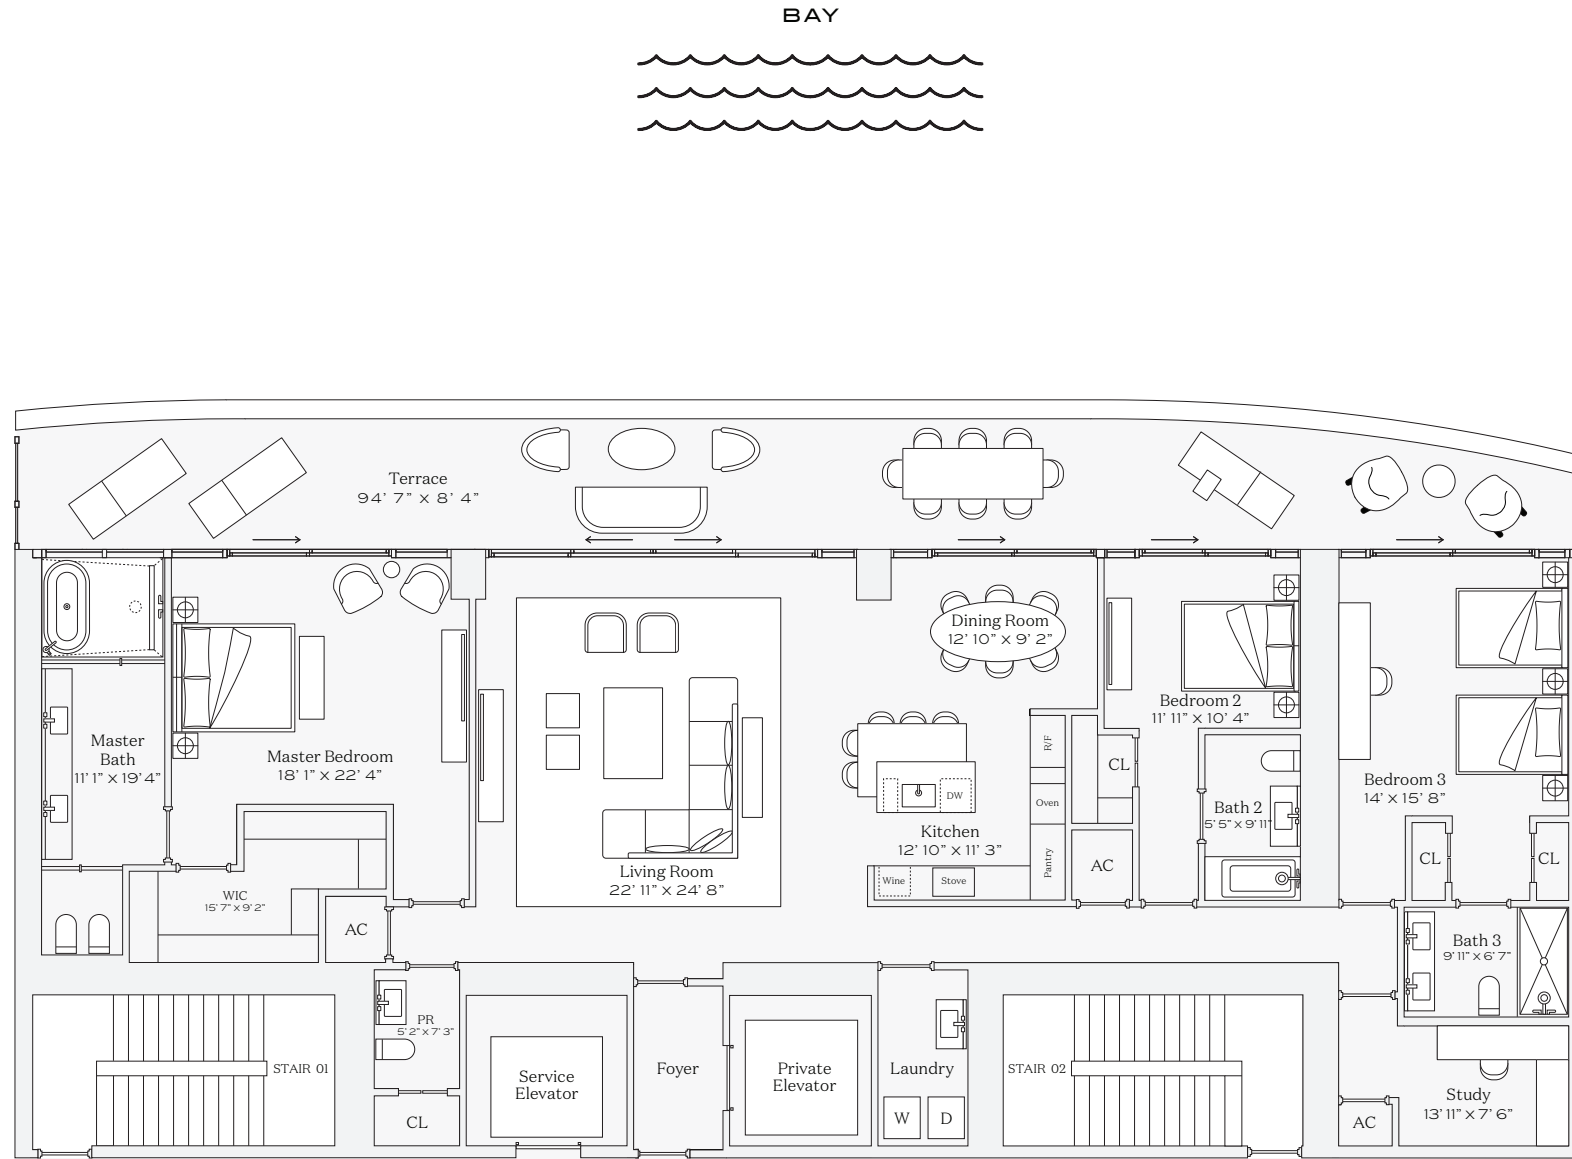 BAY
Terrace
94’ 7” x 8’ 4”
Dining Room
12’ 10” x 9’ 2”
Bedroom 2
11’ 11” x 10’ 4”
Master
Bath
11’ 1” x 19’ 4”
Master Bedroom
18’ 1” x 22’ 4”
R/F
CL
Bedroom 3
14’ x 15’ 8”
DW
Oven
Bath 2
5’ 5” x 9’ 11”
Kitchen
12’ 10” x 11’ 3”
Pantry
AC
CL
CL
Living Room
22’ 11” x 24’ 8”
Wine
Stove
WIC
15’ 7” x 9’ 2”
AC
Bath 3
9’ 11” x 6’ 7”
PR
5’ 2” x 7’ 3”
STAIR 01
Service
Elevator
Foyer
Private
Elevator
Laundry
STAIR 02
Study
13’ 11” x 7’ 6”
CL
W
D
AC